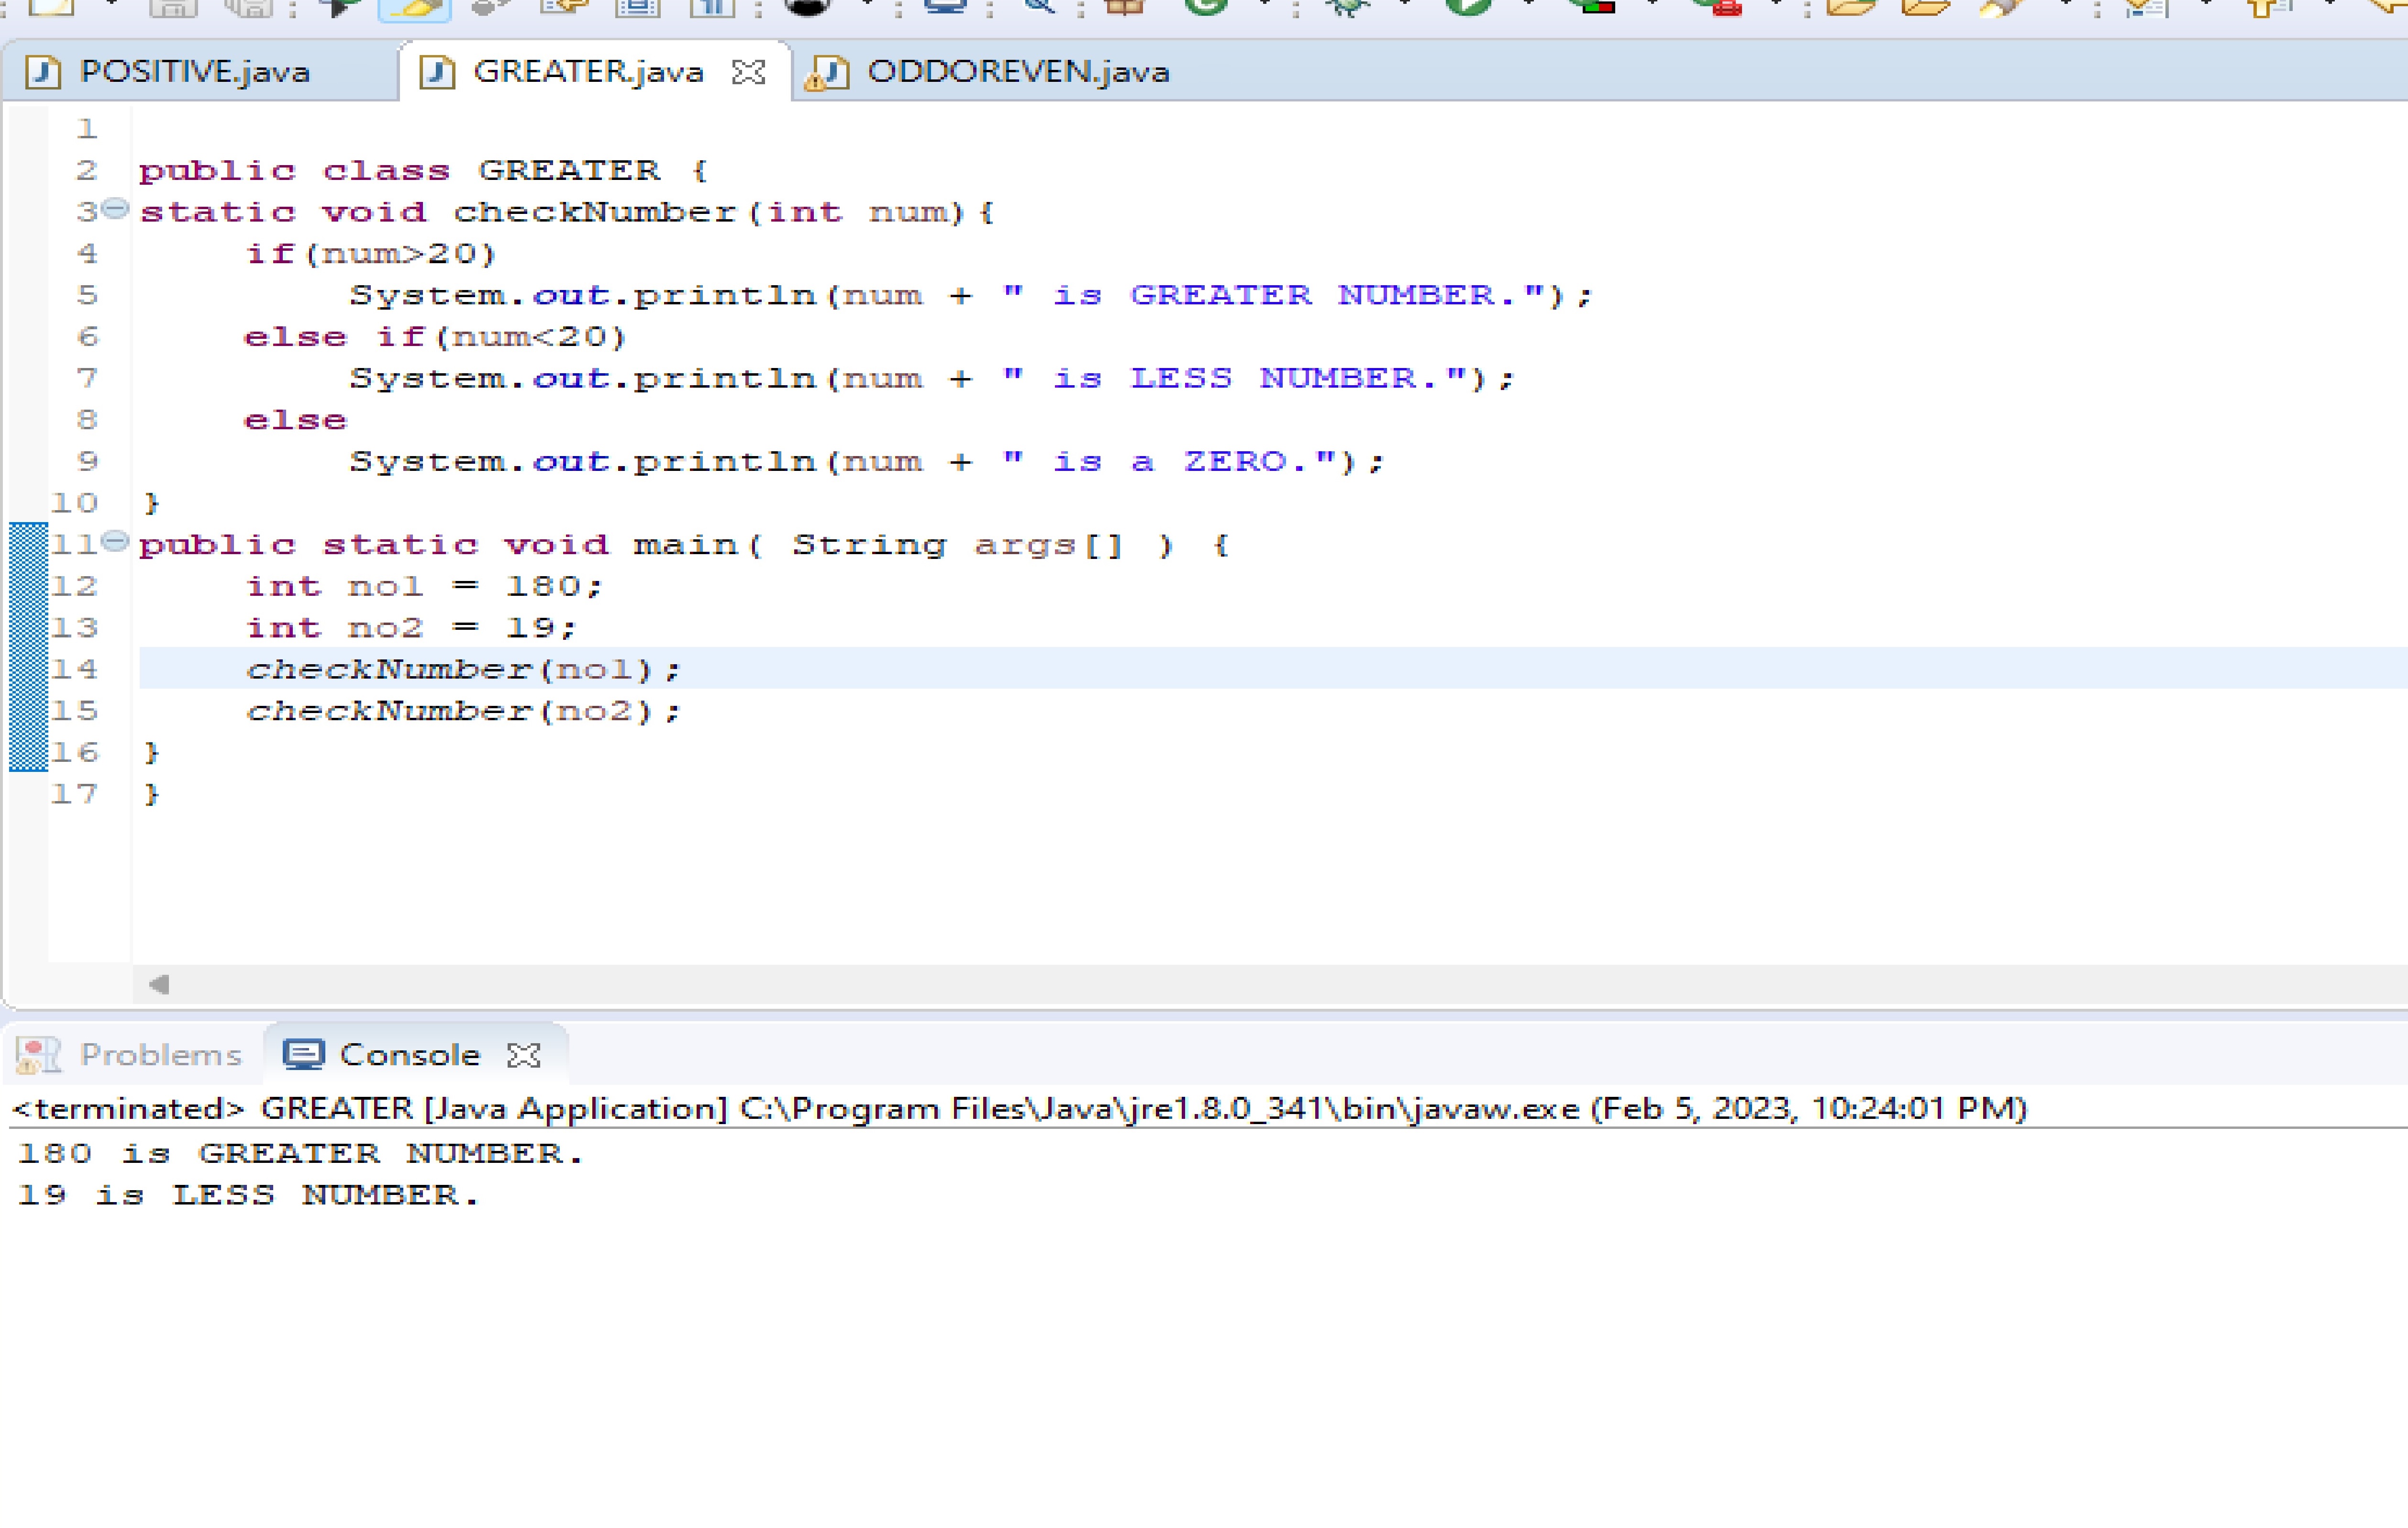 POSITIVE.java GREATER.java ODDOREVEN.java
1
2 public class GREATER {
3 static void checkNumber(int num){
4 if(num>20)
5 System.out.println(num + " is GREATER NUMBER.");
6 else if(num<20)
7 System.out.println(num + " is LESS NUMBER.");
8 else
9 System.out.println(num + " is a ZERO.");
10 }
11 public static void main( String args[] ) {
12 int no1 = 180;
13 int no2 = 19;
14 checkNumber(no1);
15 checkNumber(no2);
16 }
17 }
Problems Console
<terminated> GREATER [Java Application] C:\Program Files\Java\jre1.8.0_341\bin\javaw.exe (Feb 5, 2023, 10:24:01 PM)
180 is GREATER NUMBER.
19 is LESS NUMBER.